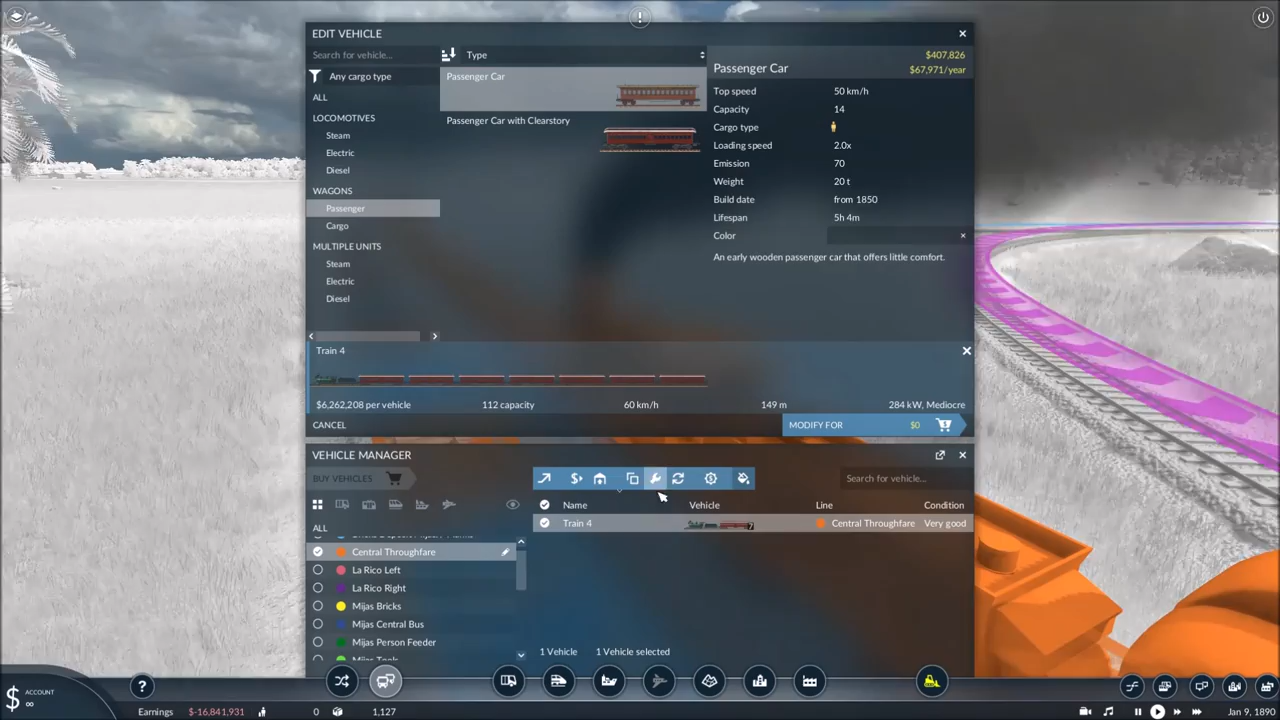 EDIT VEHICLE
Search for vehicle...
Type
Any cargo type
ALL
LOCOMOTIVES
Steam
Electric
Diesel
WAGONS
Passenger
Cargo
MULTIPLE UNITS
Steam
Electric
Diesel
Passenger Car
Passenger Car with Clearstory
$407,826
Passenger Car
$67,971/year
Top speed 50 km/h
Capacity 14
Cargo type
Loading speed 2.0x
Emission 70
Weight 20 t
Build date from 1850
Lifespan 5h 4m
Color
An early wooden passenger car that offers little comfort.
Train 4
$6,262,208 per vehicle 112 capacity 60 km/h 149 m 284 kW, Mediocre
CANCEL MODIFY FOR $0
VEHICLE MANAGER
BUY VEHICLES
Search for vehicle...
ALL
Central Throughfare
La Rico Left
La Rico Right
Mijas Bricks
Mijas Central Bus
Mijas Person Feeder
Mijas Tools
Name Vehicle Line Condition
Train 4 7 Central Throughfare Very good
1 Vehicle 1 Vehicle selected
$ ACCOUNT
∞
?
Earnings $-16,841,931 0 1,127
Jan 9, 1890